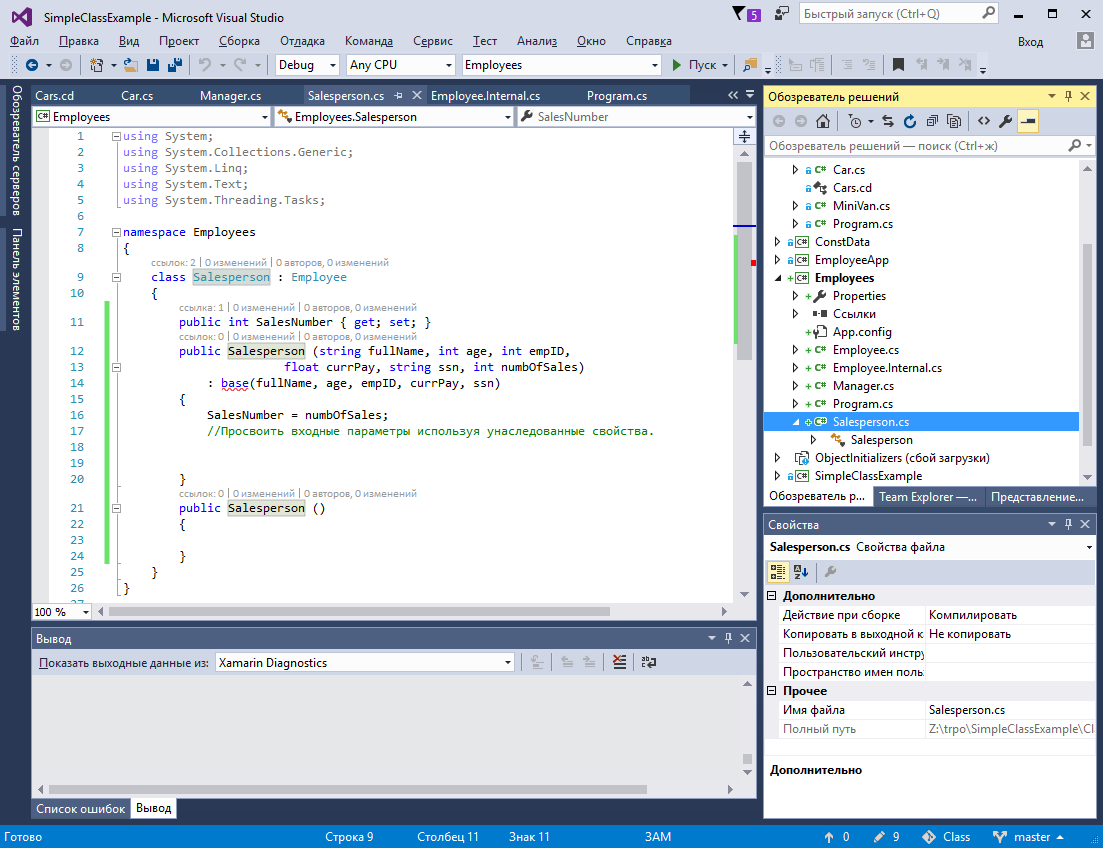 SimpleClassExample - Microsoft Visual Studio
5
Быстрый запуск (Ctrl+Q)
Файл Правка Вид Проект Сборка Отладка Команда Сервис Тест Анализ Окно Справка Вход
Debug Any CPU Employees Пуск
Обозреватель серверов
Панель элементов
Cars.cd Car.cs Manager.cs Salesperson.cs Employee.Internal.cs Program.cs
Employees Employees.Salesperson SalesNumber
1 using System;
2 using System.Collections.Generic;
3 using System.Linq;
4 using System.Text;
5 using System.Threading.Tasks;
6
7 namespace Employees
8 {
ссылок: 2 | 0 изменений | 0 авторов, 0 изменений
9 class Salesperson : Employee
10 {
ссылка: 1 | 0 изменений | 0 авторов, 0 изменений
11 public int SalesNumber { get; set; }
ссылок: 0 | 0 изменений | 0 авторов, 0 изменений
12 public Salesperson (string fullName, int age, int empID,
13 float currPay, string ssn, int numbOfSales)
14 : base(fullName, age, empID, currPay, ssn)
15 {
16 SalesNumber = numbOfSales;
17 //Просвоить входные параметры используя унаследованные свойства.
18
19
20 }
ссылок: 0 | 0 изменений | 0 авторов, 0 изменений
21 public Salesperson ()
22 {
23
24 }
25 }
26 }
27
100 %
Вывод
Показать выходные данные из: Xamarin Diagnostics
Список ошибок Вывод
Обозреватель решений
Обозреватель решений — поиск (Ctrl+ж)
C# Car.cs
Cars.cd
C# MiniVan.cs
C# Program.cs
C# ConstData
C# EmployeeApp
C# Employees
Properties
Ссылки
App.config
C# Employee.cs
C# Employee.Internal.cs
C# Manager.cs
C# Program.cs
C# Salesperson.cs
Salesperson
ObjectInitializers (сбой загрузки)
C# SimpleClassExample
Обозреватель р... Team Explorer —... Представление...
Свойства
Salesperson.cs Свойства файла
Дополнительно
Действие при сборке Компилировать
Копировать в выходной к Не копировать
Пользовательский инстру
Пространство имен поль
Прочее
Имя файла Salesperson.cs
Полный путь Z:\trpo\SimpleClassExample\Cl
Дополнительно
Готово Строка 9 Столбец 11 Знак 11 ЗАМ 0 9 Class master